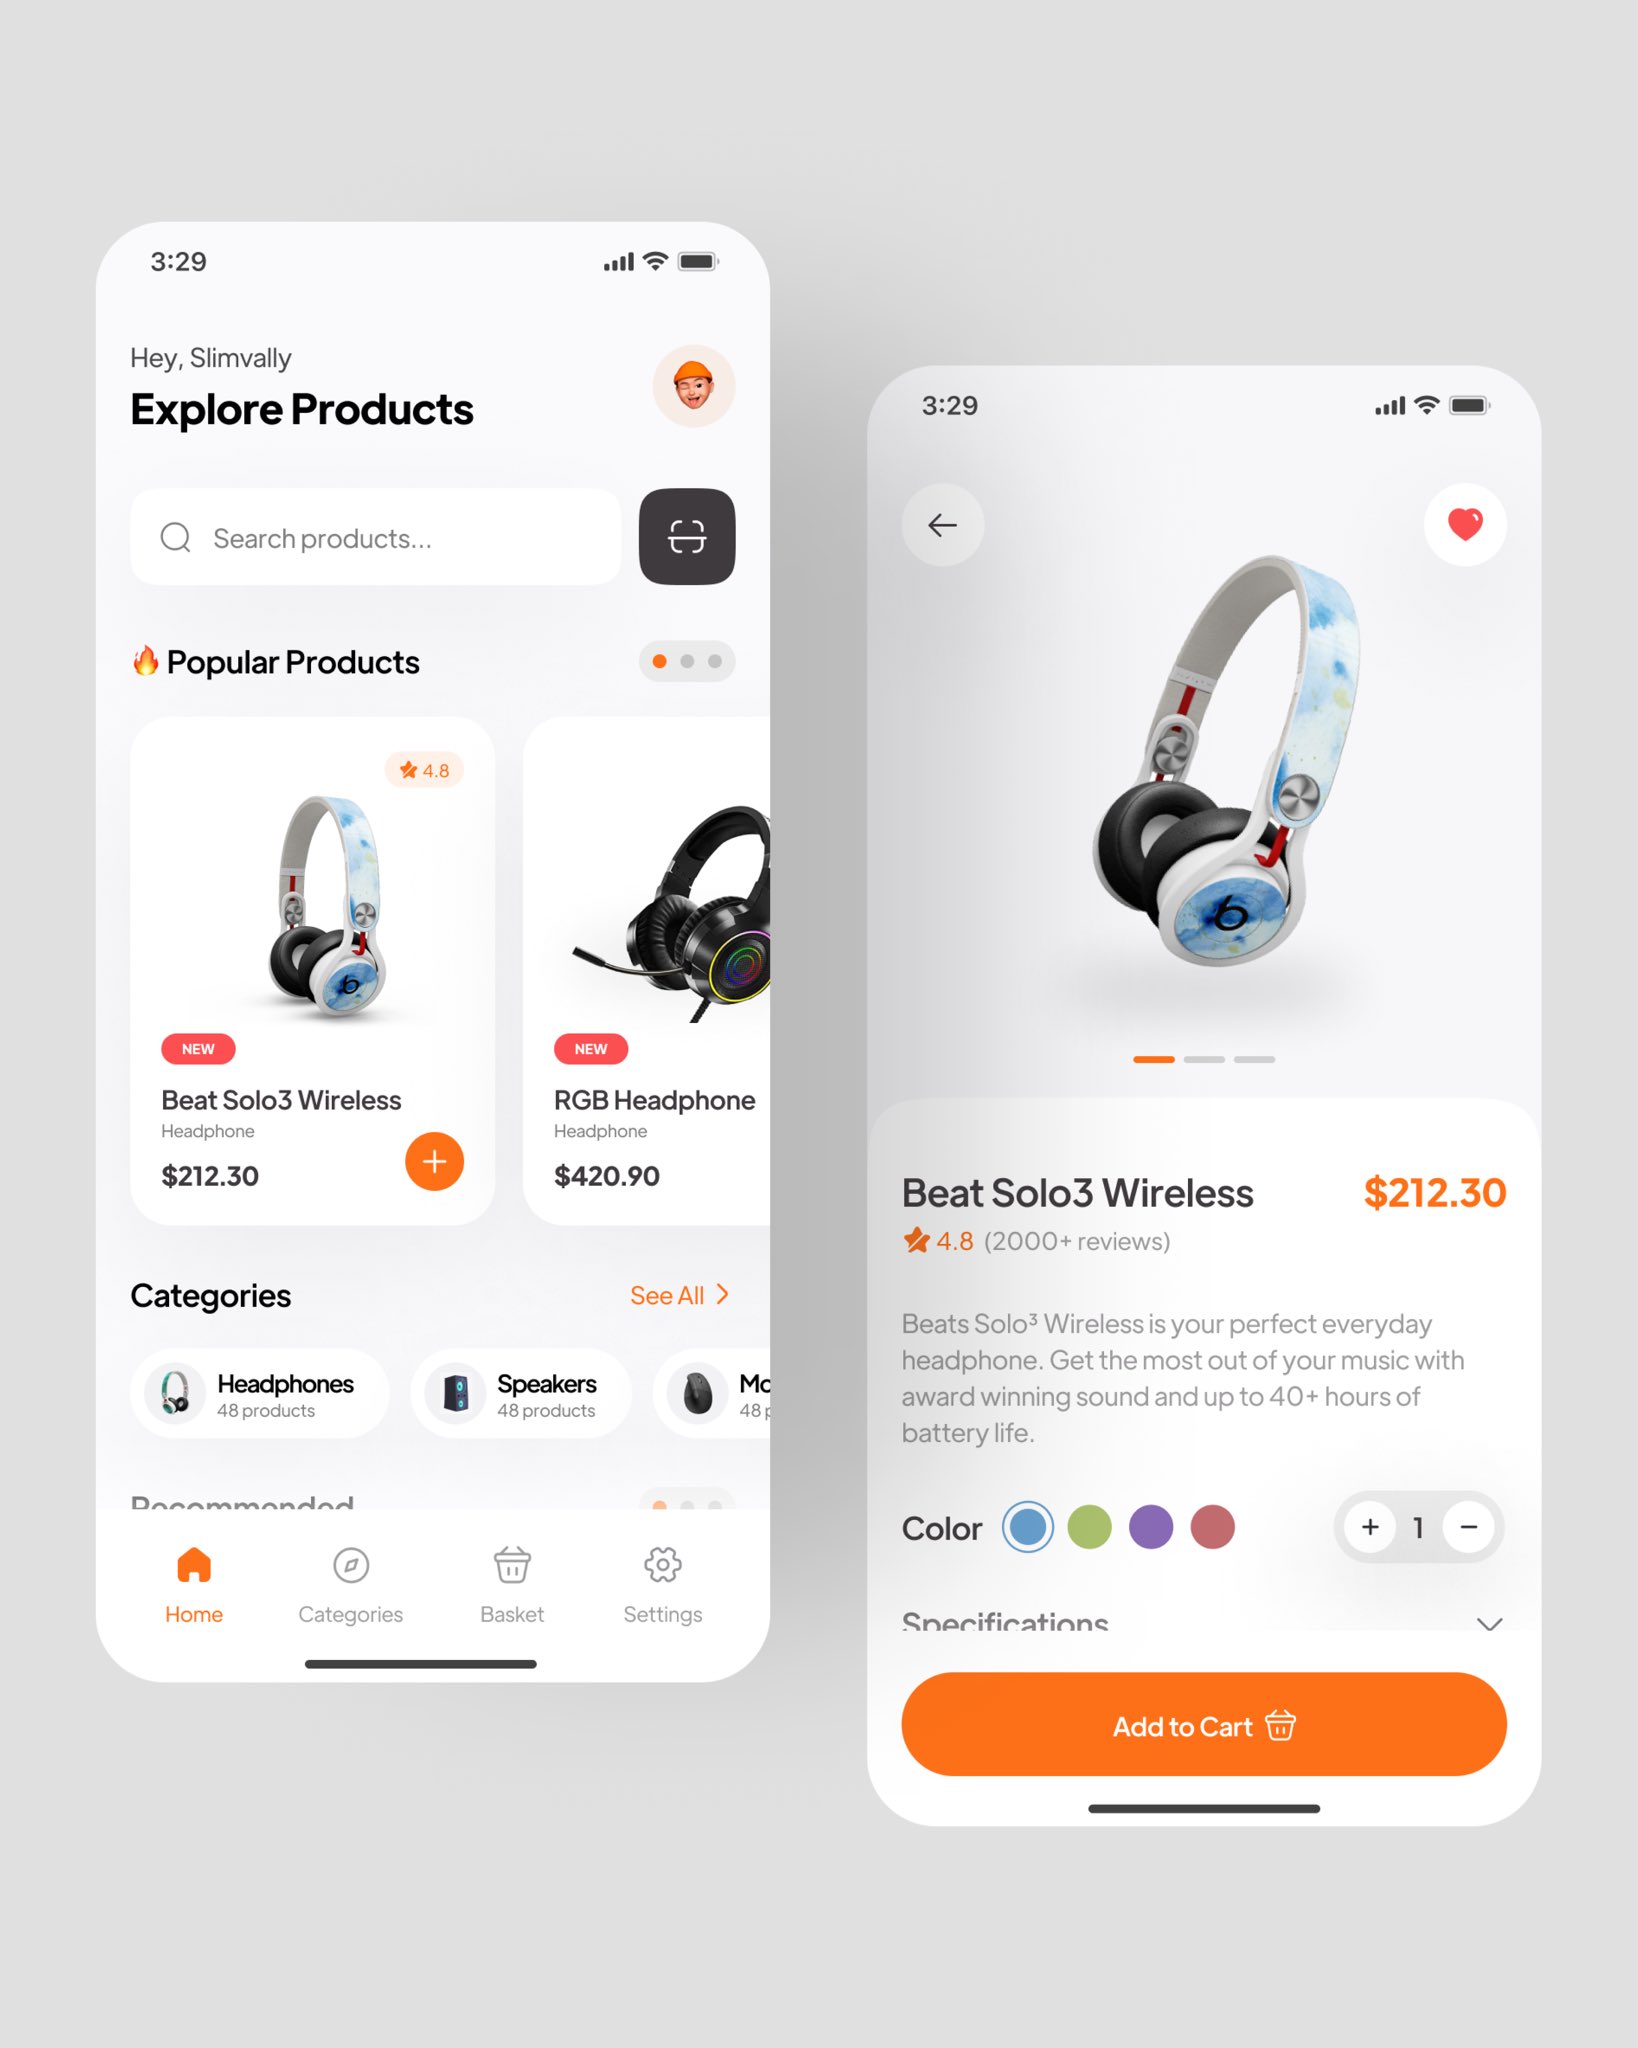 3:29
Hey, Slimvally
Explore Products
Search products...
🔥 Popular Products
4.8
NEW
Beat Solo3 Wireless
Headphone
$212.30
NEW
RGB Headphone
Headphone
$420.90
Categories
See All
Headphones
48 products
Speakers
48 products
Mo
48 p
Recommended
Home
Categories
Basket
Settings
3:29
Beat Solo3 Wireless
$212.30
4.8 (2000+ reviews)
Beats Solo³ Wireless is your perfect everyday
headphone. Get the most out of your music with
award winning sound and up to 40+ hours of
battery life.
Color
+ 1 −
Specifications
Add to Cart